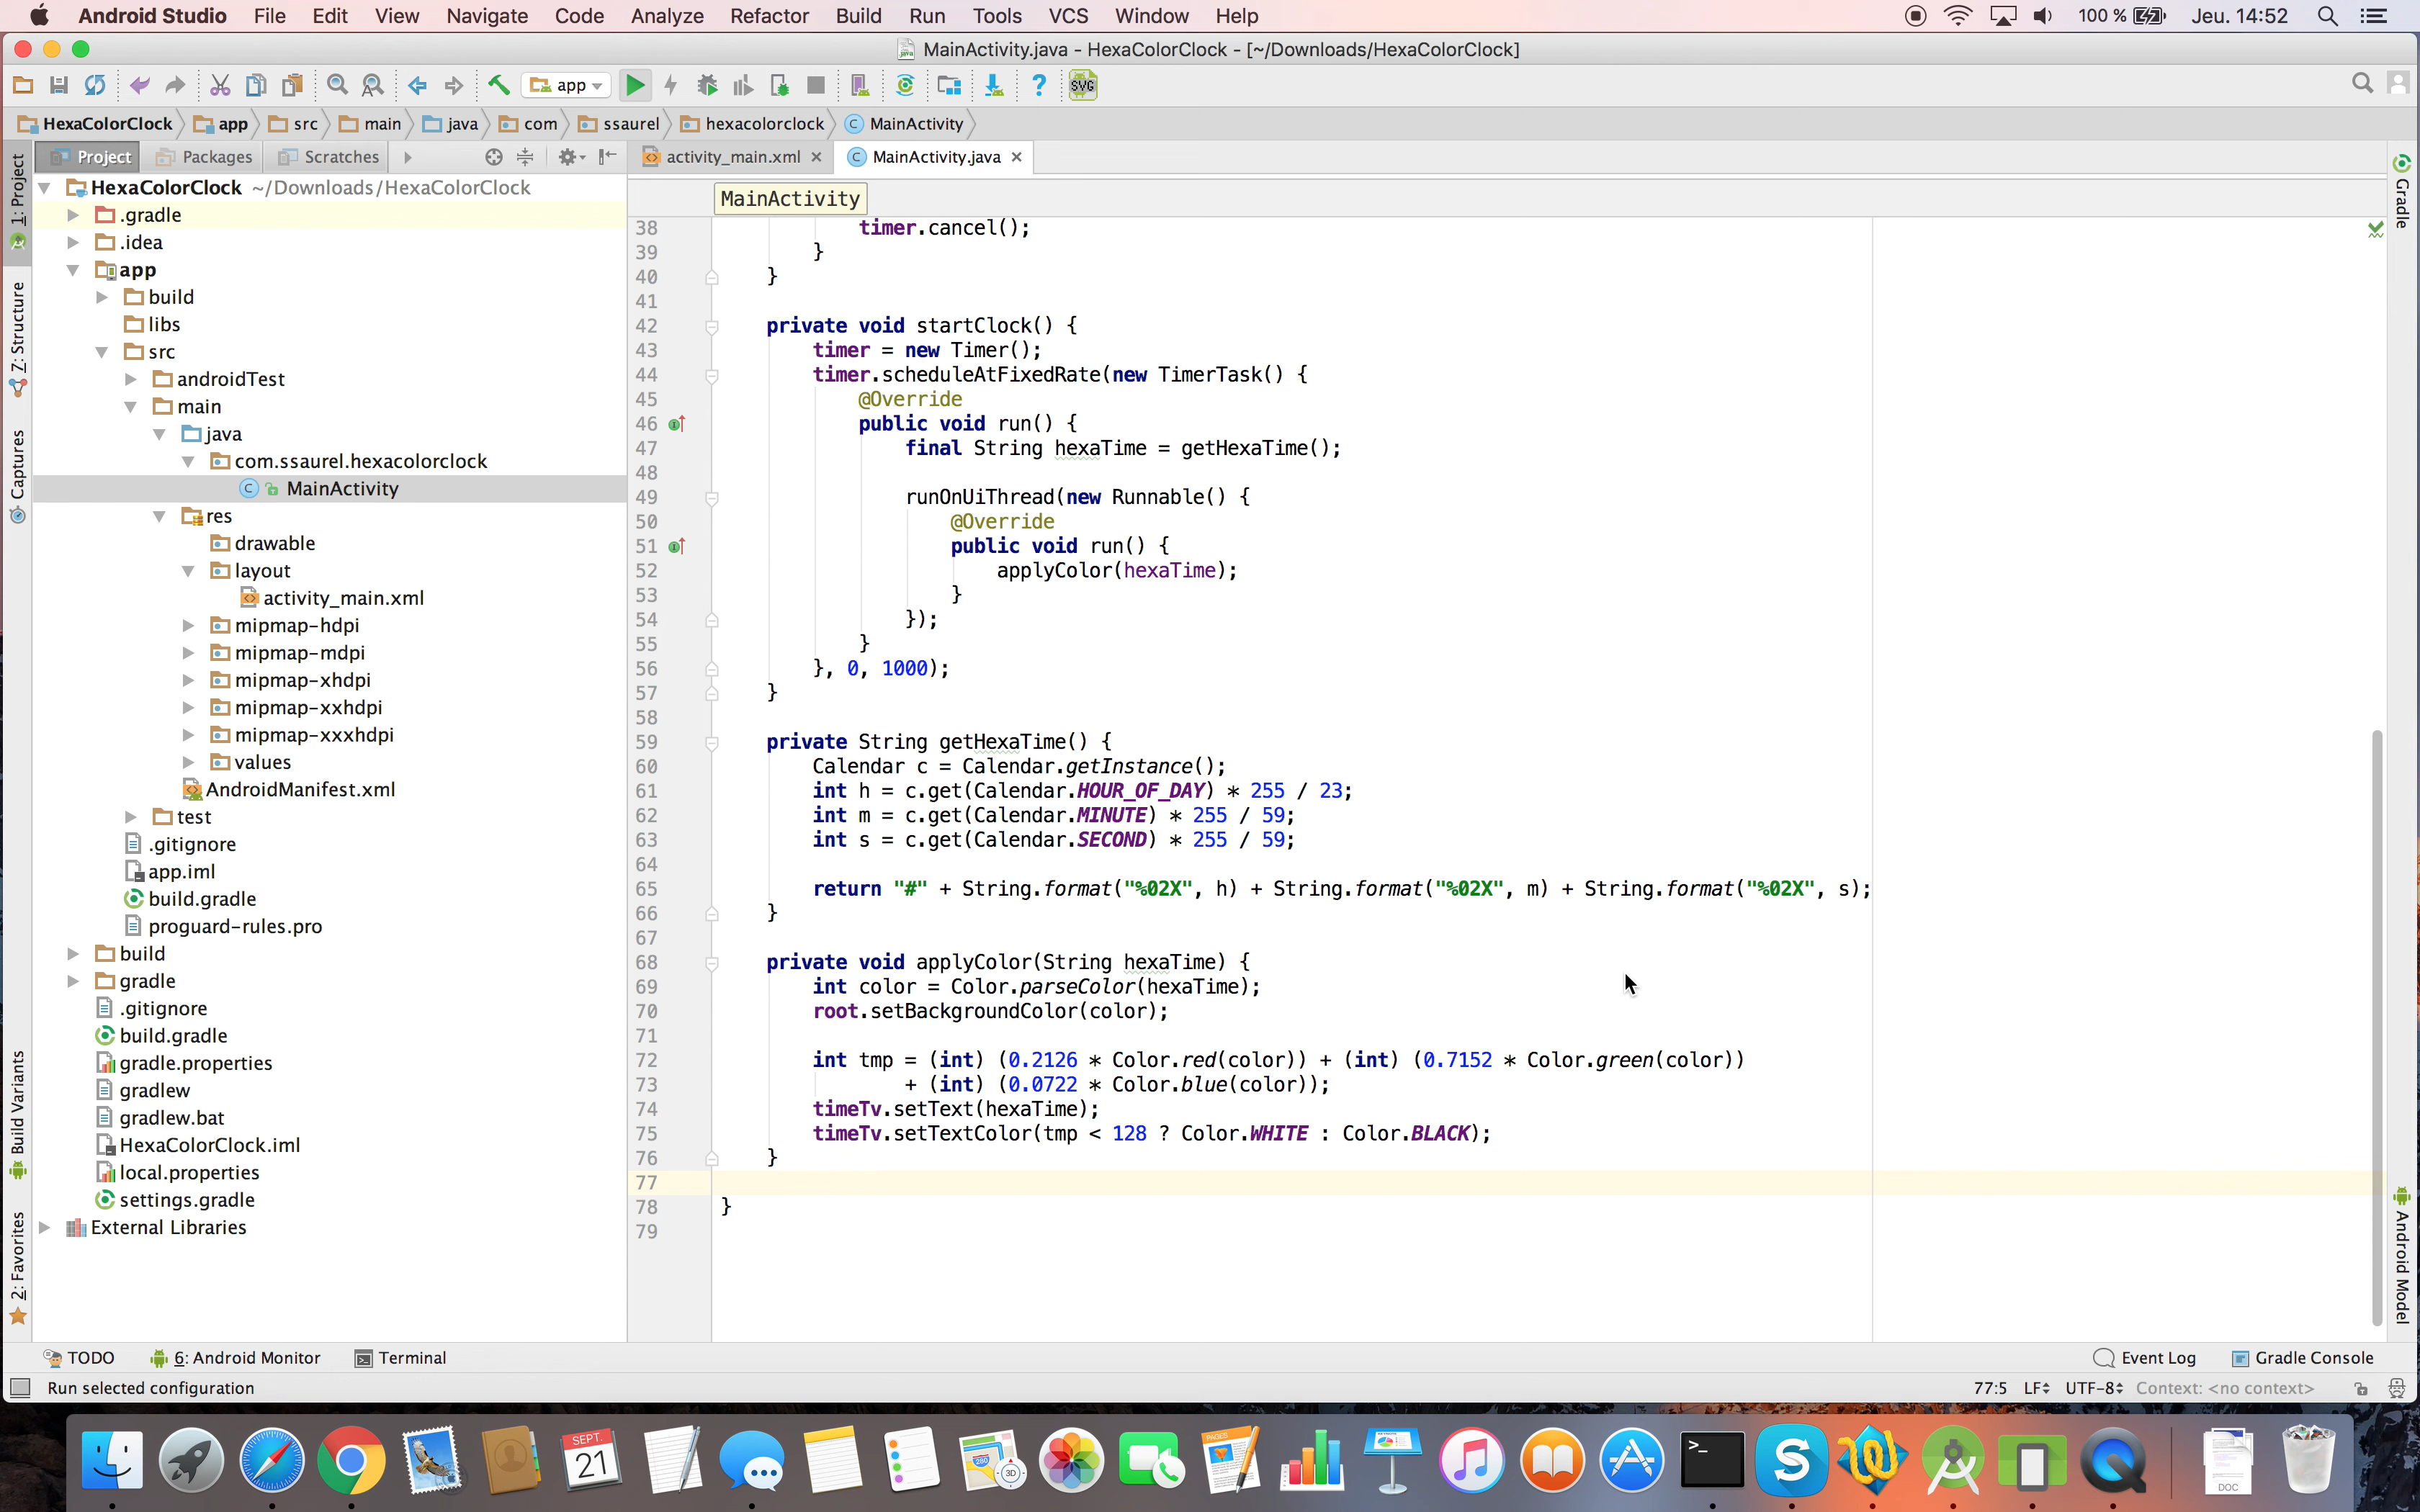 Android Studio File Edit View Navigate Code Analyze Refactor Build Run Tools VCS Window Help 100 % Jeu. 14:52
MainActivity.java - HexaColorClock - [~/Downloads/HexaColorClock]
app SVG
HexaColorClock app src main java com ssaurel hexacolorclock MainActivity
Project Packages Scratches activity_main.xml MainActivity.java
1: Project
Z: Structure
Captures
Build Variants
2: Favorites
HexaColorClock ~/Downloads/HexaColorClock
.gradle
.idea
app
build
libs
src
androidTest
main
java
com.ssaurel.hexacolorclock
MainActivity
res
drawable
layout
activity_main.xml
mipmap-hdpi
mipmap-mdpi
mipmap-xhdpi
mipmap-xxhdpi
mipmap-xxxhdpi
values
AndroidManifest.xml
test
.gitignore
app.iml
build.gradle
proguard-rules.pro
build
gradle
.gitignore
build.gradle
gradle.properties
gradlew
gradlew.bat
HexaColorClock.iml
local.properties
settings.gradle
External Libraries
MainActivity
38 timer.cancel();
39 }
40 }
41
42 private void startClock() {
43 timer = new Timer();
44 timer.scheduleAtFixedRate(new TimerTask() {
45 @Override
46 public void run() {
47 final String hexaTime = getHexaTime();
48
49 runOnUiThread(new Runnable() {
50 @Override
51 public void run() {
52 applyColor(hexaTime);
53 }
54 });
55 }
56 }, 0, 1000);
57 }
58
59 private String getHexaTime() {
60 Calendar c = Calendar.getInstance();
61 int h = c.get(Calendar.HOUR_OF_DAY) * 255 / 23;
62 int m = c.get(Calendar.MINUTE) * 255 / 59;
63 int s = c.get(Calendar.SECOND) * 255 / 59;
64
65 return "#" + String.format("%02X", h) + String.format("%02X", m) + String.format("%02X", s);
66 }
67
68 private void applyColor(String hexaTime) {
69 int color = Color.parseColor(hexaTime);
70 root.setBackgroundColor(color);
71
72 int tmp = (int) (0.2126 * Color.red(color)) + (int) (0.7152 * Color.green(color))
73 + (int) (0.0722 * Color.blue(color));
74 timeTv.setText(hexaTime);
75 timeTv.setTextColor(tmp < 128 ? Color.WHITE : Color.BLACK);
76 }
77
78 }
79
Gradle
Android Model
TODO 6: Android Monitor Terminal Event Log Gradle Console
Run selected configuration 77:5 LF UTF-8 Context: <no context>
SEPT.
21
280
3D
PAGES
>_
S
DOC